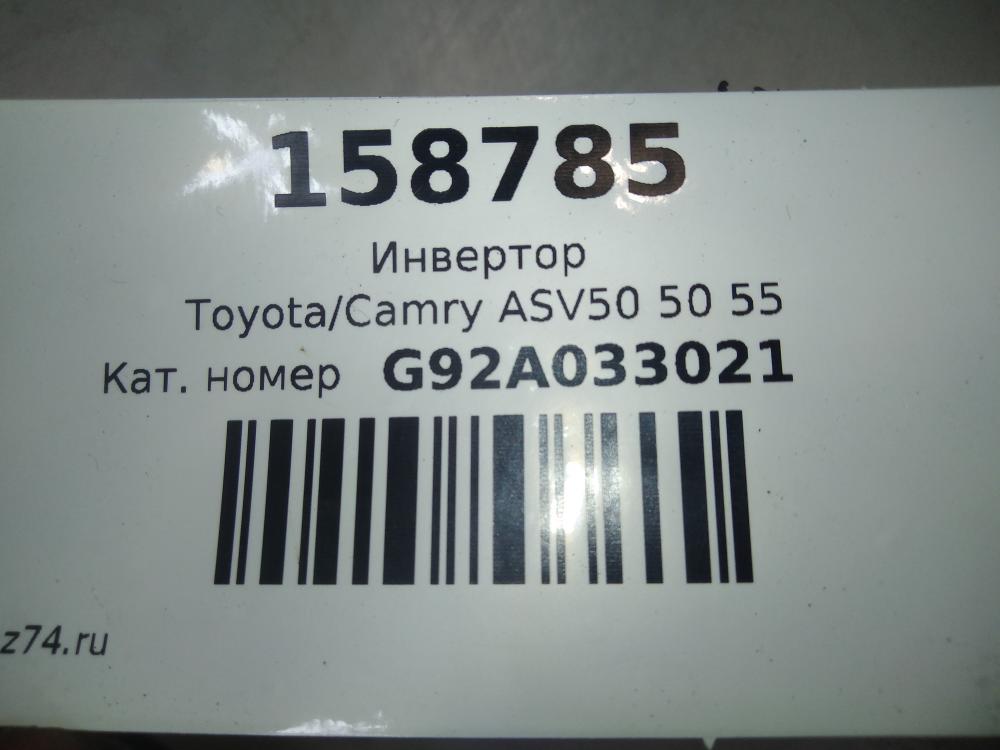 158785
Инвертор
Toyota/Camry ASV50 50 55
Кат. номер G92A033021
z74.ru